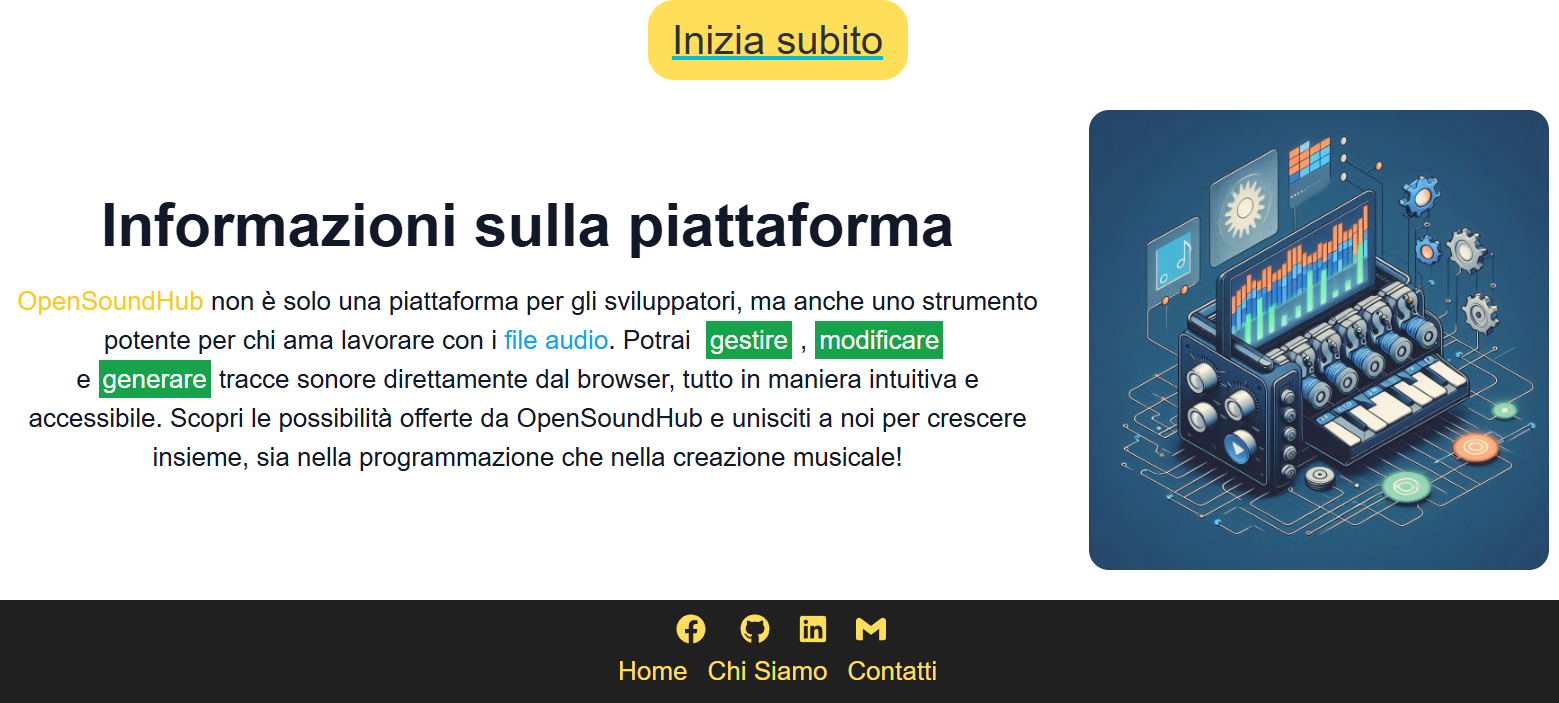 Inizia subito
Informazioni sulla piattaforma
OpenSoundHub non è solo una piattaforma per gli sviluppatori, ma anche uno strumento
potente per chi ama lavorare con i file audio. Potrai gestire , modificare
e generare tracce sonore direttamente dal browser, tutto in maniera intuitiva e
accessibile. Scopri le possibilità offerte da OpenSoundHub e unisciti a noi per crescere
insieme, sia nella programmazione che nella creazione musicale!
Home Chi Siamo Contatti